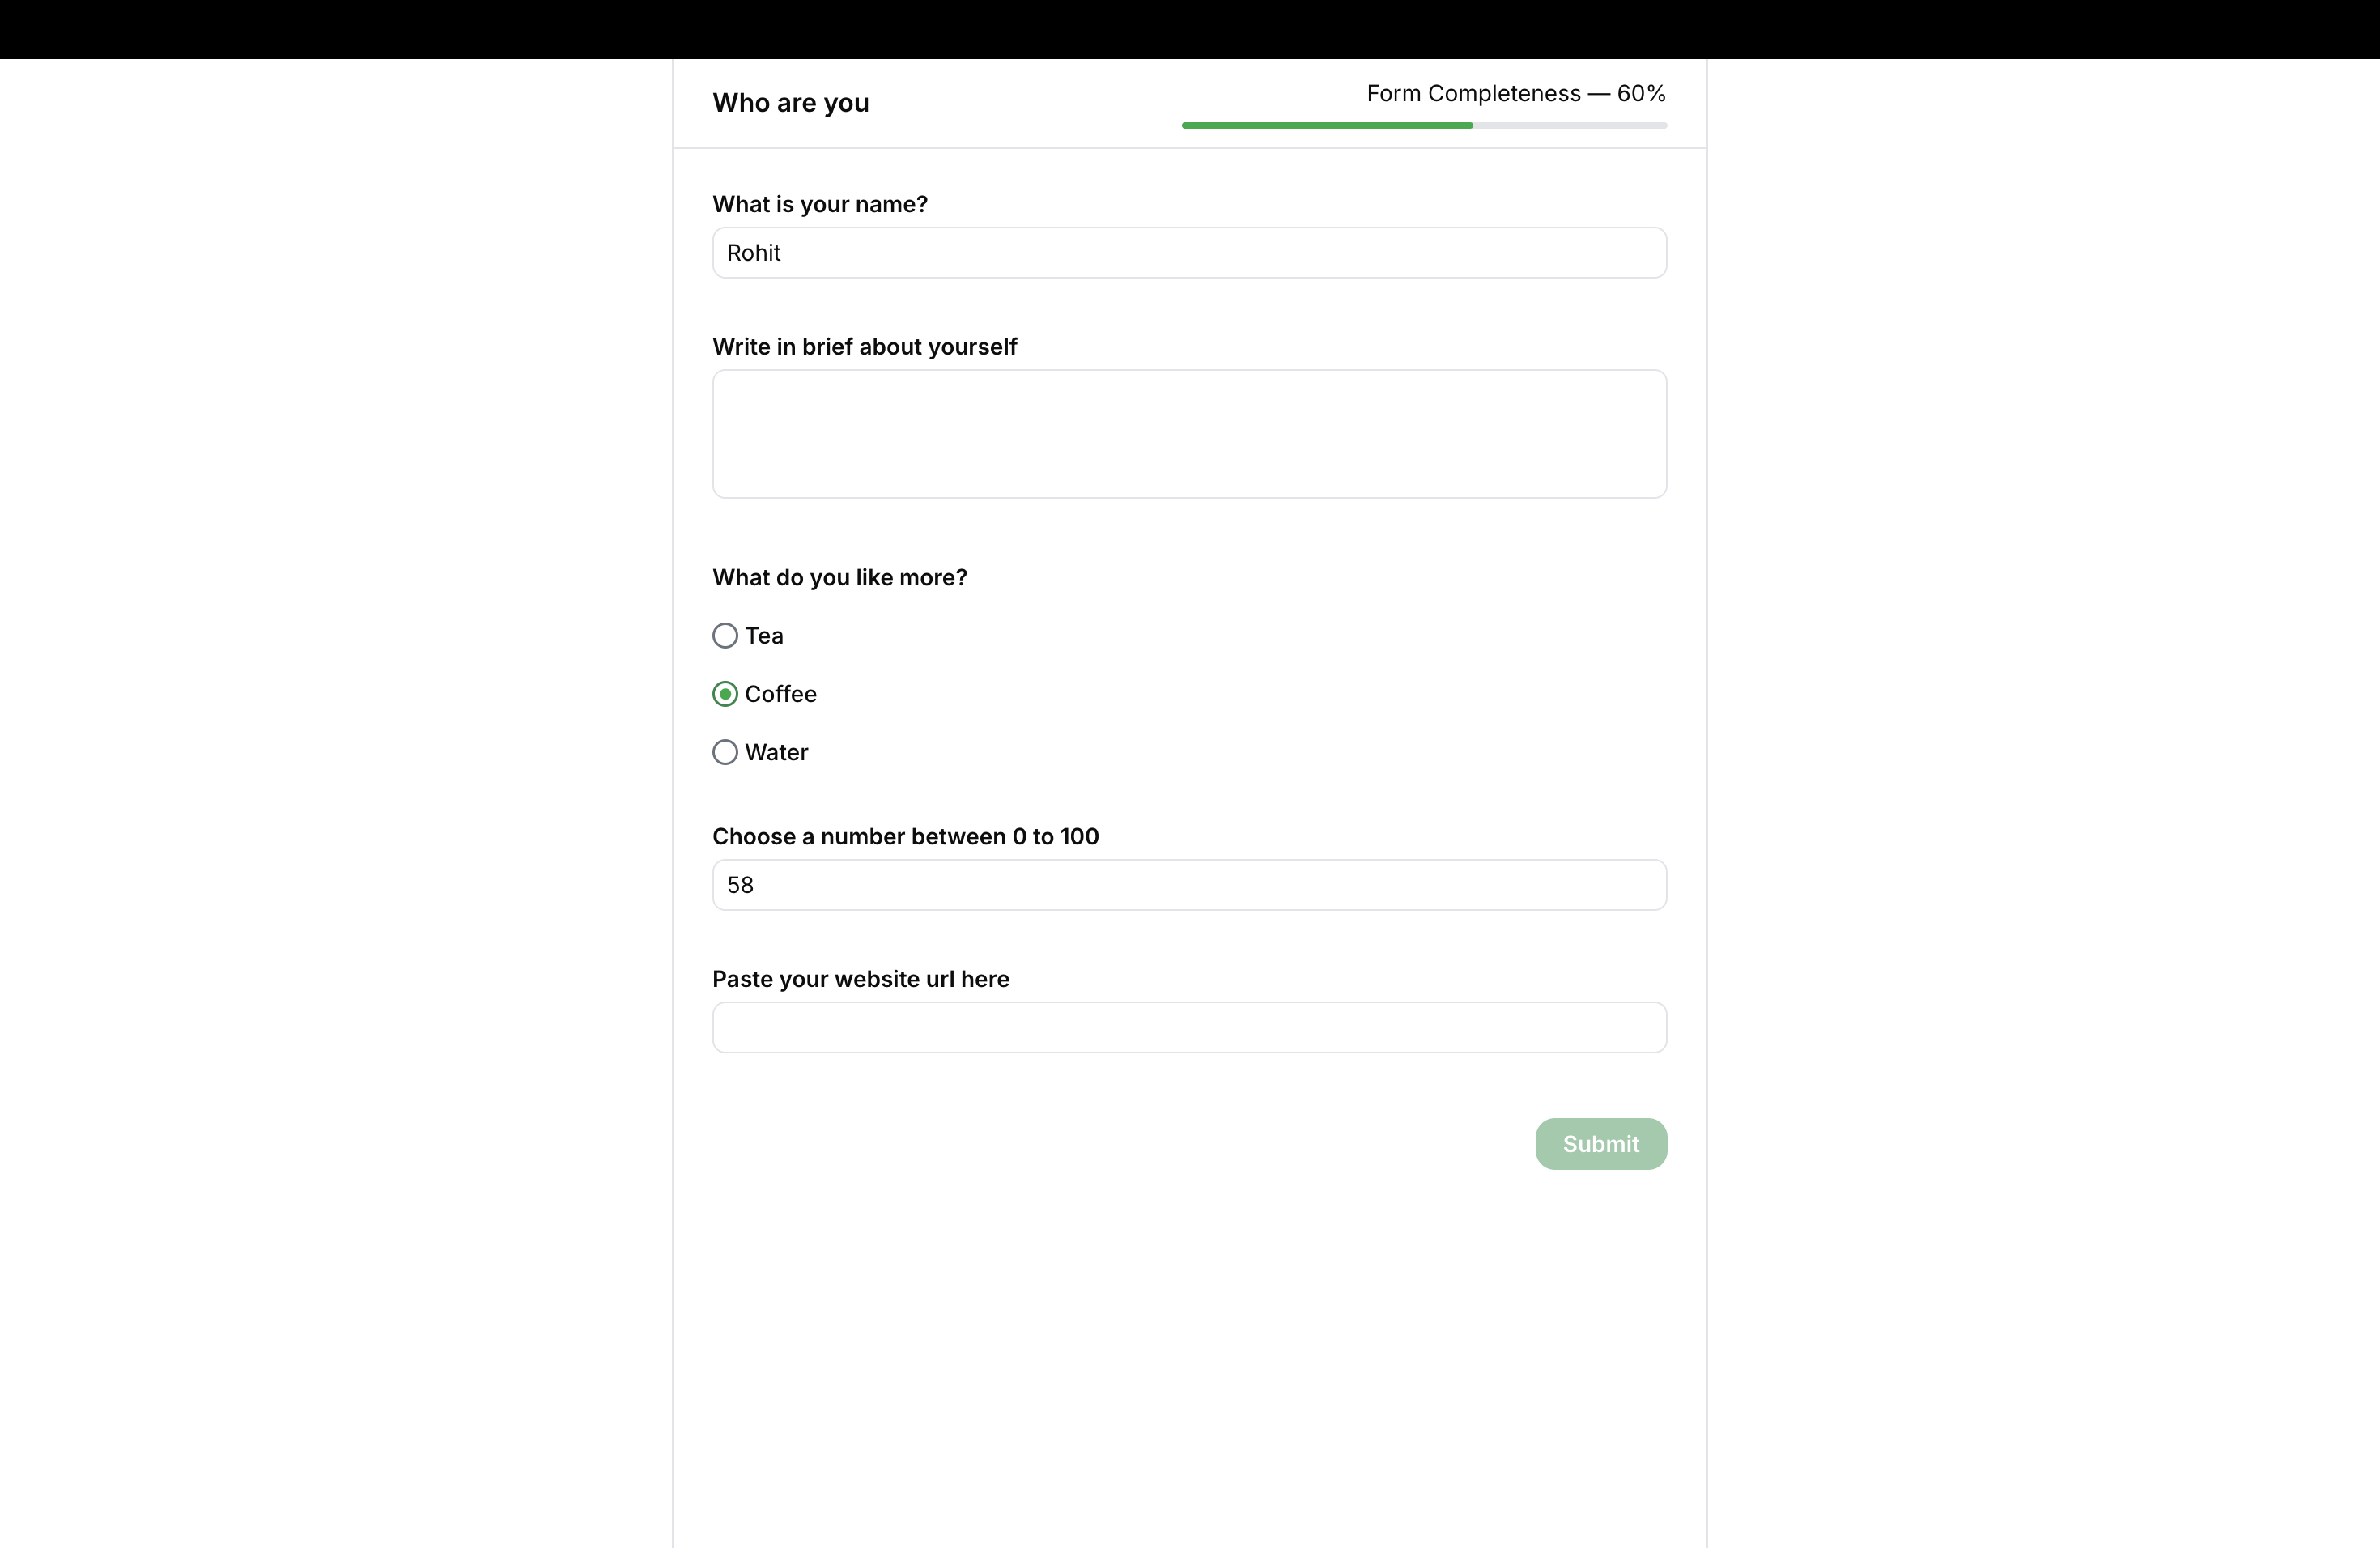 Who are you
Form Completeness — 60%
What is your name?
Rohit
Write in brief about yourself
What do you like more?
Tea
Coffee
Water
Choose a number between 0 to 100
58
Paste your website url here
Submit